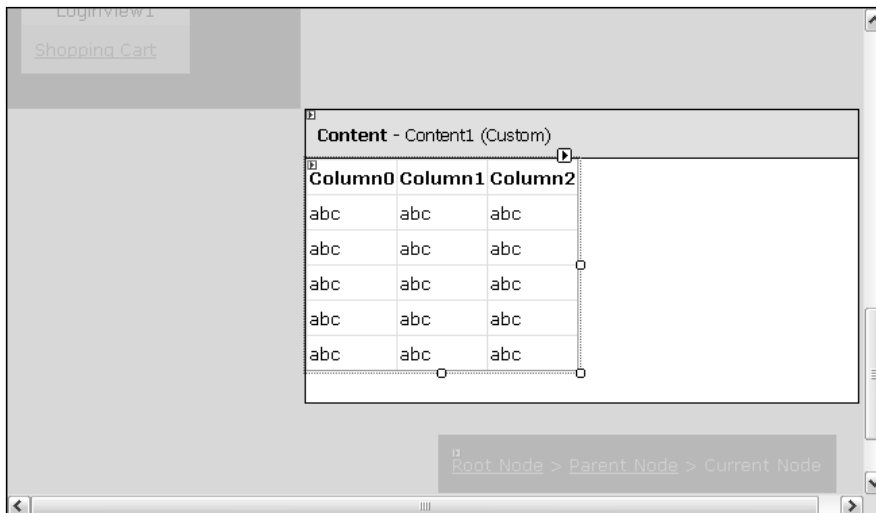 LoginView1
Shopping Cart
Content - Content1 (Custom)
Column0 Column1 Column2
abc abc abc
abc abc abc
abc abc abc
abc abc abc
abc abc abc
Root Node > Parent Node > Current Node